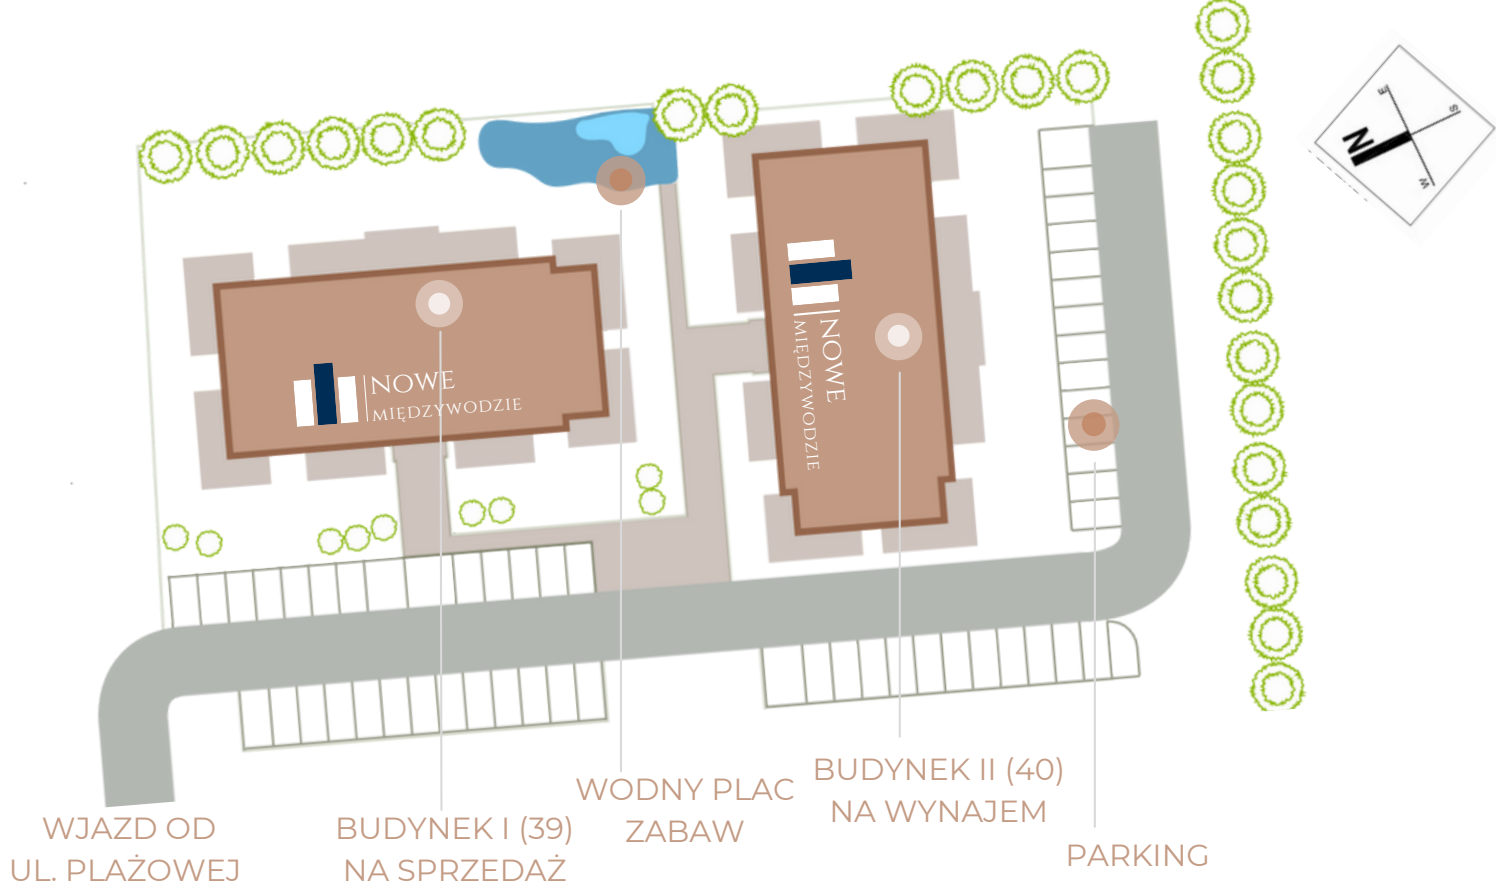 E
S
N
W
NOWE
MIĘDZYWODZIE
NOWE
MIĘDZYWODZIE
WJAZD OD
UL. PLAŻOWEJ
BUDYNEK I (39)
NA SPRZEDAŻ
WODNY PLAC
ZABAW
BUDYNEK II (40)
NA WYNAJEM
PARKING